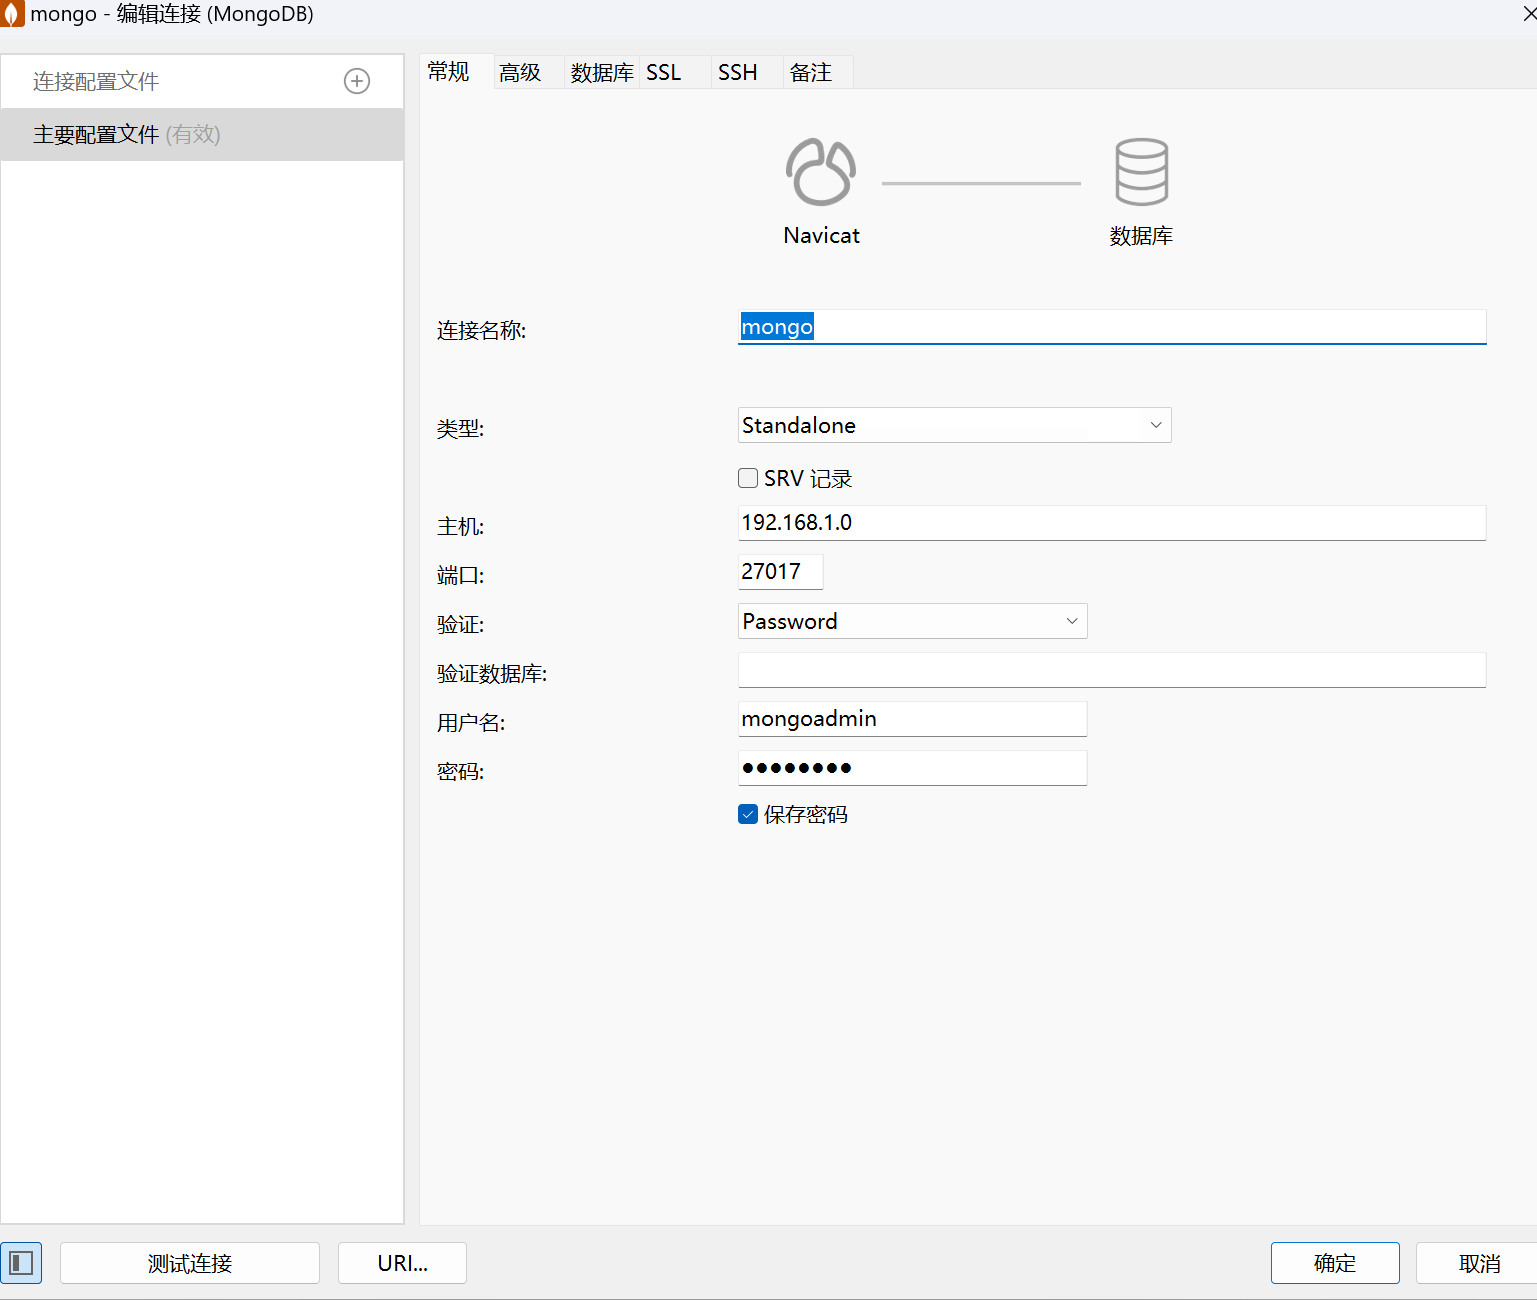 mongo - 编辑连接 (MongoDB)
连接配置文件
主要配置文件 (有效)
常规 高级 数据库 SSL SSH 备注
Navicat 数据库
连接名称: mongo
类型: Standalone
SRV 记录
主机: 192.168.1.0
端口: 27017
验证: Password
验证数据库:
用户名: mongoadmin
密码: ●●●●●●●●
保存密码
测试连接 URI... 确定 取消